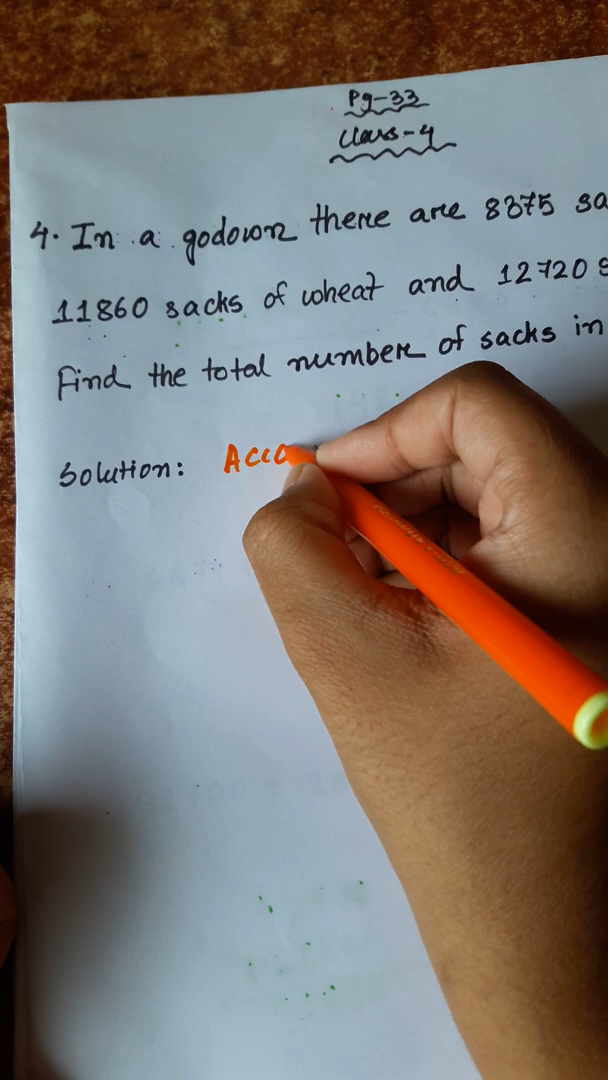 Pg-33
Class-4
4. In a godown there are 8375 sa
11860 sacks of wheat and 12720 s
Find the total number of sacks in
Solution: Acco